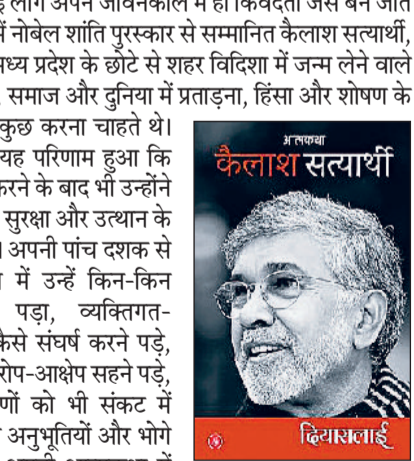 लोग अपने जीवनकाल में ही किंवदंती जैसे बन जाते
में नोबेल शांति पुरस्कार से सम्मानित कैलाश सत्यार्थी,
मध्य प्रदेश के छोटे से शहर विदिशा में जन्म लेने वाले
समाज और दुनिया में प्रताड़ना, हिंसा और शोषण के
कुछ करना चाहते थे।
यह परिणाम हुआ कि
करने के बाद भी उन्होंने
सुरक्षा और उत्थान के
अपनी पांच दशक से
में उन्हें किन-किन
पड़ा, व्यक्तिगत-
कैसे संघर्ष करने पड़े,
रोप-आक्षेप सहने पड़े,
णों को भी संकट में
अनुभूतियों और भोगे
आत्मकथा
कैलाश सत्यार्थी
दियासलाई